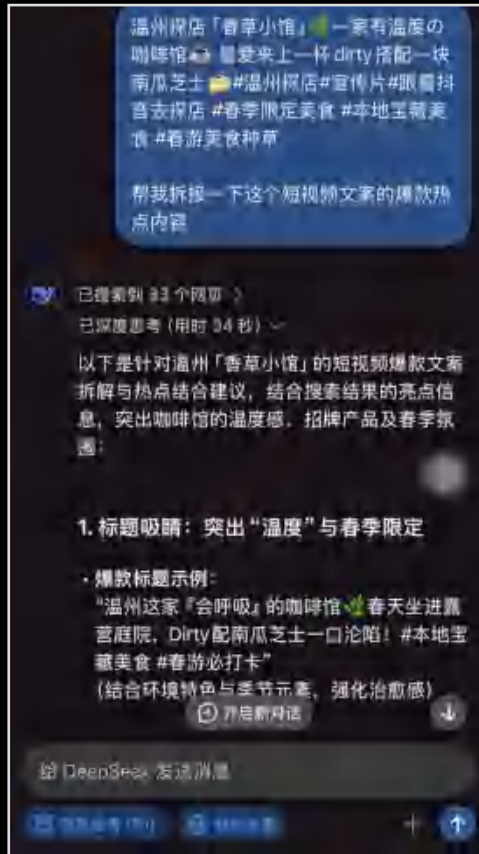 温州探店「香草小馆」🌿一家有温度の
咖啡馆☕ 最爱来上一杯 dirty 搭配一块
南瓜芝士🧀#温州探店#宣传片#跟着抖
音去探店 #春季限定美食 #本地宝藏美
食 #春游美食种草
帮我拆报一下这个短视频文案的爆款热
点内容
已搜索到 33 个网页 >
已深度思考（用时 34 秒）
以下是针对温州「香草小馆」的短视频爆款文案
拆解与热点结合建议，结合搜索结果的亮点信
息，突出咖啡馆的温度感、招牌产品及春季氛
围：
1. 标题吸睛：突出“温度”与春季限定
· 爆款标题示例：
“温州这家『会呼吸』的咖啡馆🌿春天坐进露
营庭院，Dirty配南瓜芝士一口沦陷！#本地宝
藏美食 #春游必打卡”
(结合环境特色与季节元素，强化治愈感)
开启新对话
给 DeepSeek 发送消息